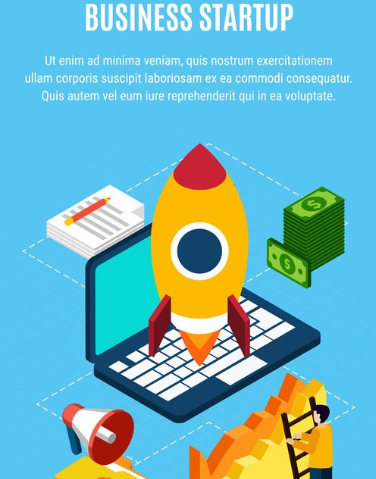 BUSINESS STARTUP
Ut enim ad minima veniam, quis nostrum exercitationem
ullam corporis suscipit laboriosam ex ea commodi consequatur.
Quis autem vel eum iure reprehenderit qui in ea voluptate.
$
$